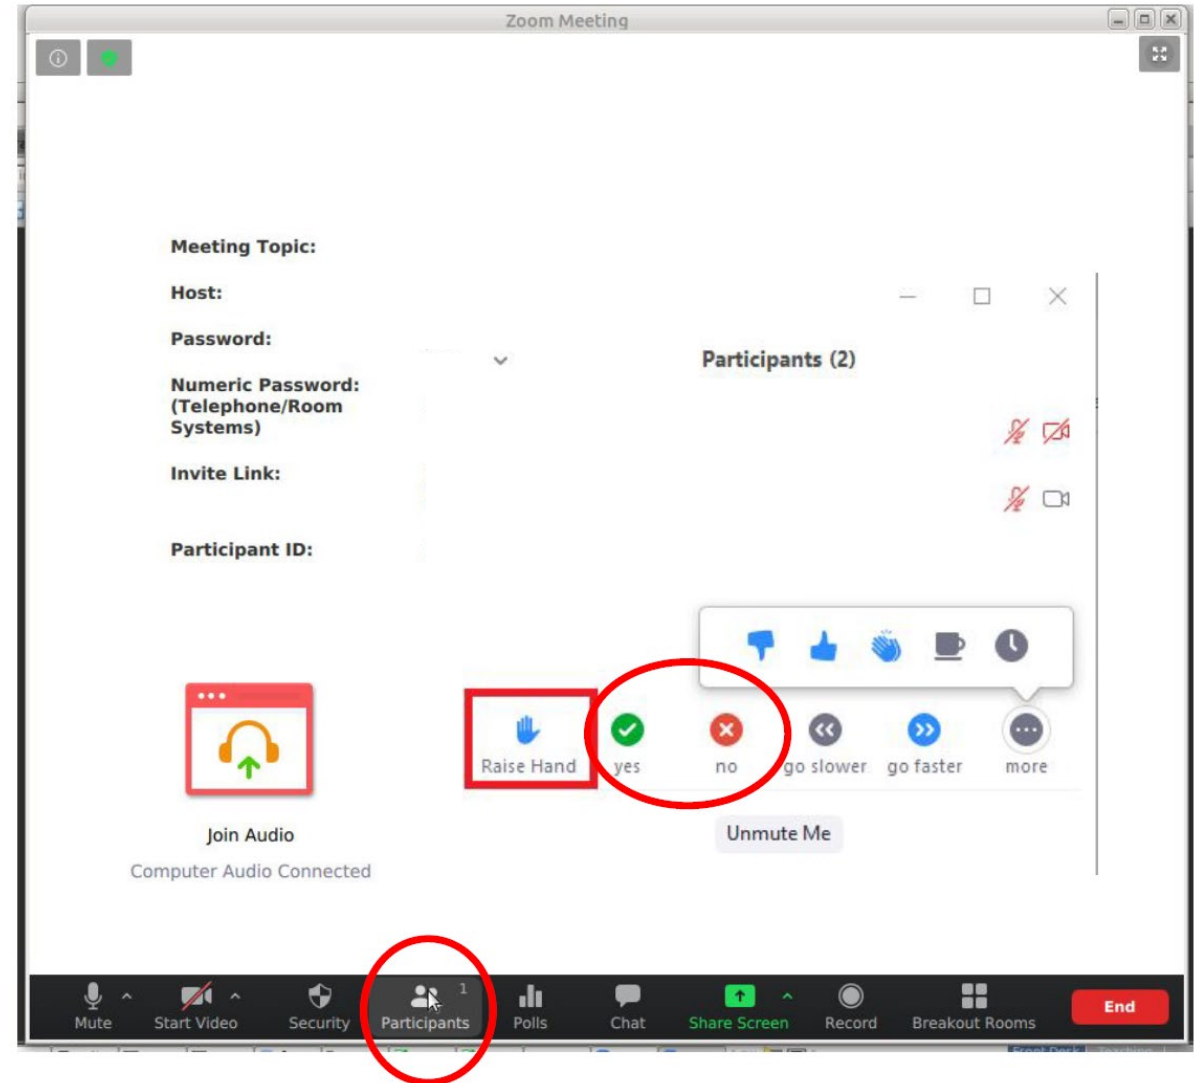 Zoom Meeting
Meeting Topic:
Host:
Password:
Participants (2)
Numeric Password:
(Telephone/Room
Systems)
Invite Link:
Participant ID:
Raise Hand
yes
no
go slower
go faster
more
Join Audio
Unmute Me
Computer Audio Connected
1
Mute
Start Video
Security
Participants
Polls
Chat
Share Screen
Record
Breakout Rooms
End
Front Desk